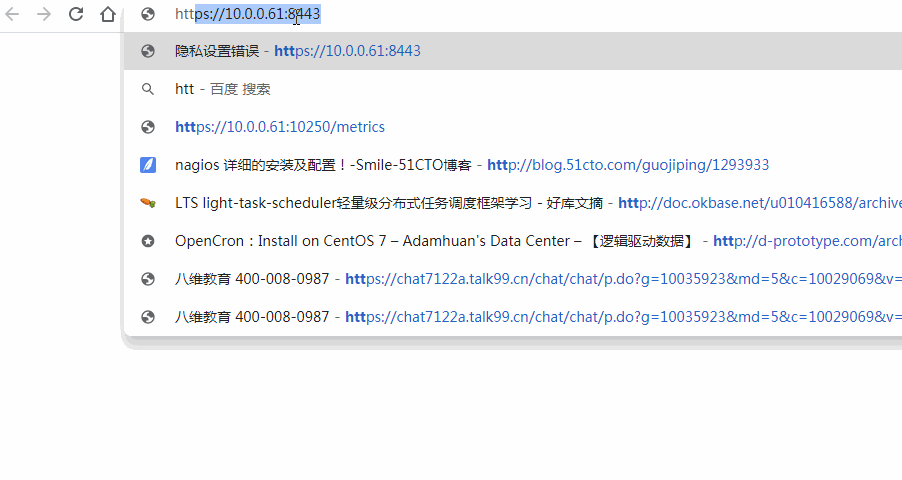 https://10.0.0.61:8443
隐私设置错误 - https://10.0.0.61:8443
htt - 百度 搜索
https://10.0.0.61:10250/metrics
nagios 详细的安装及配置！-Smile-51CTO博客 - http://blog.51cto.com/guojiping/1293933
LTS light-task-scheduler轻量级分布式任务调度框架学习 - 好库文摘 - http://doc.okbase.net/u010416588/archive
OpenCron：Install on CentOS 7 – Adamhuan's Data Center – 【逻辑驱动数据】 - http://d-prototype.com/arch
八维教育 400-008-0987 - https://chat7122a.talk99.cn/chat/chat/p.do?g=10035923&md=5&c=10029069&v=
八维教育 400-008-0987 - https://chat7122a.talk99.cn/chat/chat/p.do?g=10035923&md=5&c=10029069&v=